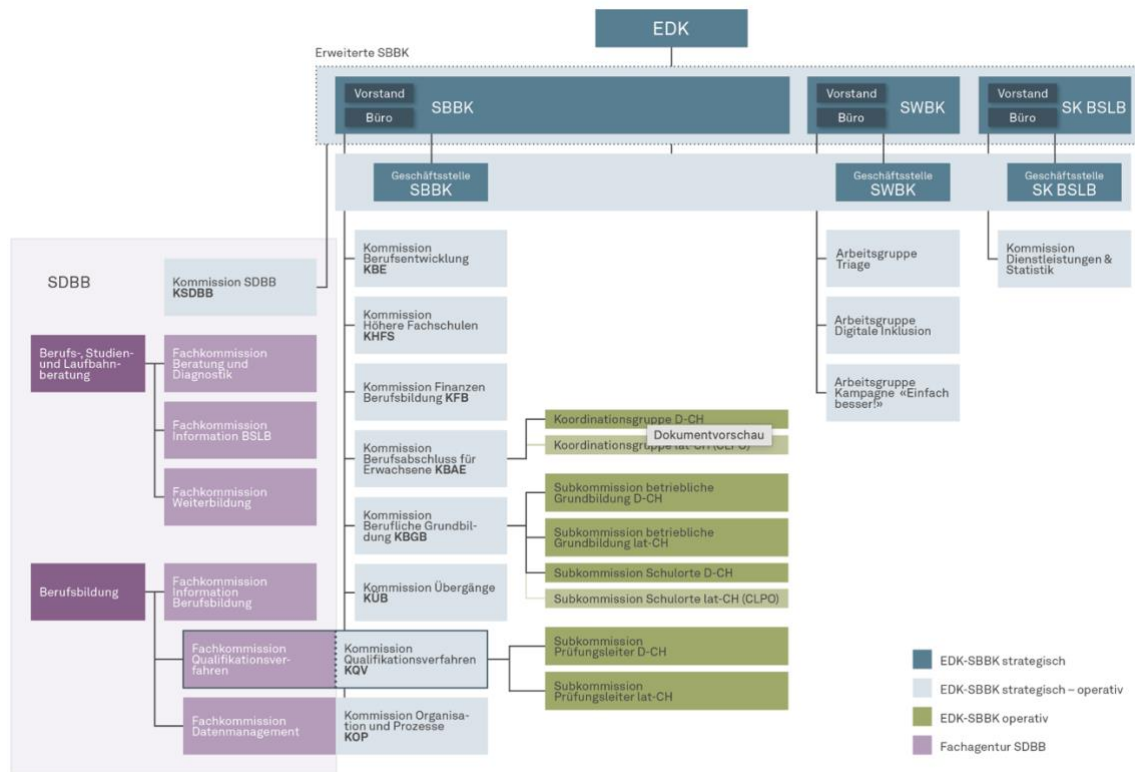 EDK
Erweiterte SBBK
Vorstand
Büro
SBBK
Vorstand
Büro
SWBK
Vorstand
Büro
SK BSLB
Geschäftsstelle
SBBK
Geschäftsstelle
SWBK
Geschäftsstelle
SK BSLB
SDBB
Kommission SDBB
KSDBB
Berufs-, Studien-
und Laufbahn-
beratung
Fachkommission
Beratung und
Diagnostik
Fachkommission
Information BSLB
Fachkommission
Weiterbildung
Berufsbildung
Fachkommission
Information
Berufsbildung
Fachkommission
Qualifikationsver-
fahren
Fachkommission
Datenmanagement
Kommission
Berufsentwicklung
KBE
Kommission
Höhere Fachschulen
KHFS
Kommission Finanzen
Berufsbildung KFB
Kommission
Berufsabschluss für
Erwachsene KBAE
Kommission
Berufliche Grundbil-
dung KBGB
Kommission Übergänge
KÜB
Kommission
Qualifikationsverfahren
KQV
Kommission Organisa-
tion und Prozesse
KOP
Koordinationsgruppe D-CH
Dokumentvorschau
Koordinationsgruppe lat-CH (CLPO)
Subkommission betriebliche
Grundbildung D-CH
Subkommission betriebliche
Grundbildung lat-CH
Subkommission Schulorte D-CH
Subkommission Schulorte lat-CH (CLPO)
Subkommission
Prüfungsleiter D-CH
Subkommission
Prüfungsleiter lat-CH
Arbeitsgruppe
Triage
Arbeitsgruppe
Digitale Inklusion
Arbeitsgruppe
Kampagne «Einfach
besser!»
Kommission
Dienstleistungen &
Statistik
EDK-SBBK strategisch
EDK-SBBK strategisch – operativ
EDK-SBBK operativ
Fachagentur SDBB